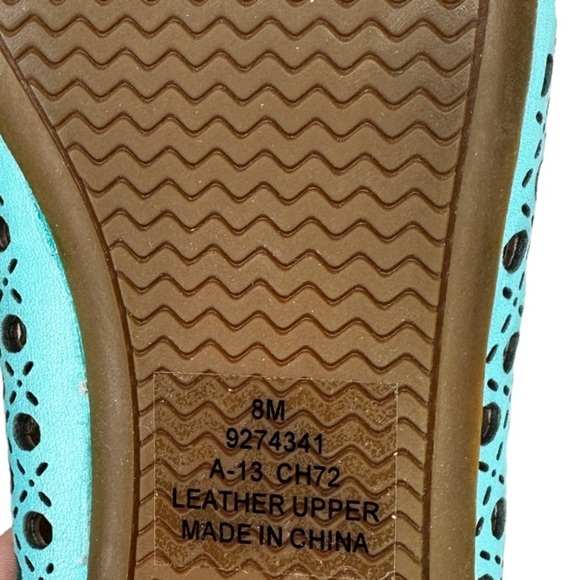 8M
9274341
A-13 CH72
LEATHER UPPER
MADE IN CHINA